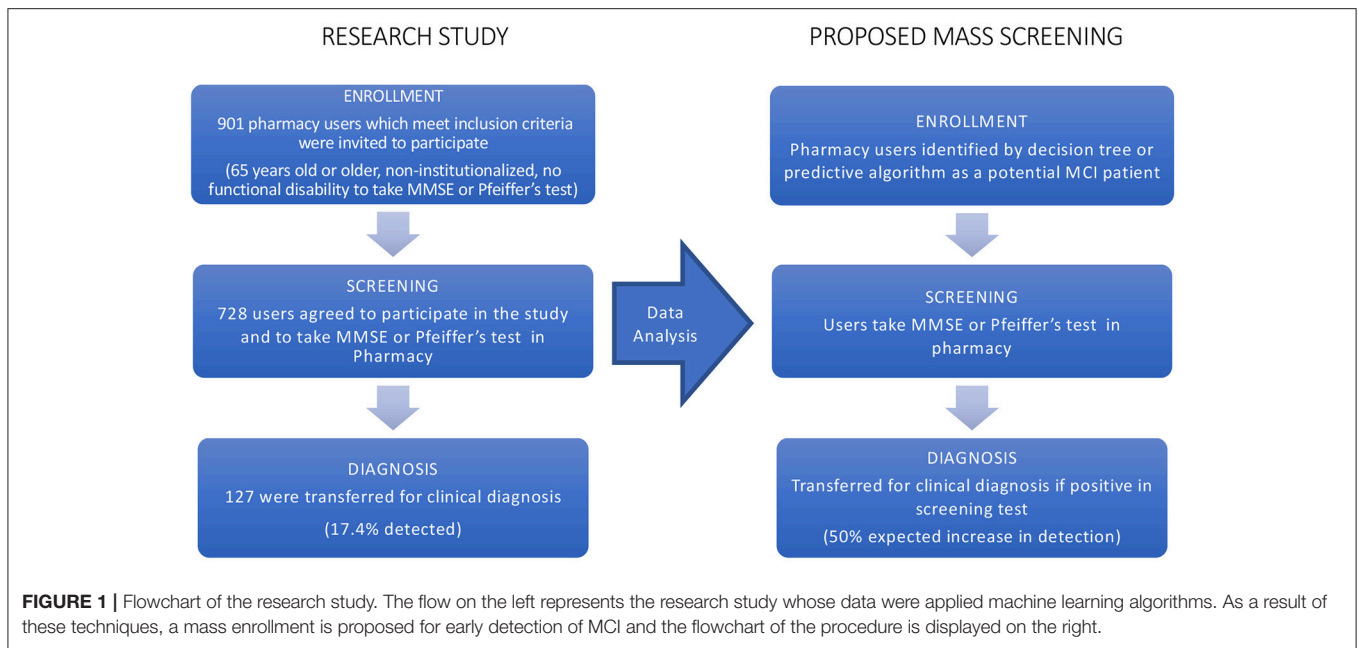 RESEARCH STUDY
ENROLLMENT
901 pharmacy users which meet inclusion criteria
were invited to participate
(65 years old or older, non-institutionalized, no
functional disability to take MMSE or Pfeiffer's test)
SCREENING
728 users agreed to participate in the study
and to take MMSE or Pfeiffer's test in
Pharmacy
DIAGNOSIS
127 were transferred for clinical diagnosis
(17.4% detected)
Data
Analysis
PROPOSED MASS SCREENING
ENROLLMENT
Pharmacy users identified by decision tree or
predictive algorithm as a potential MCI patient
SCREENING
Users take MMSE or Pfeiffer's test in
pharmacy
DIAGNOSIS
Transferred for clinical diagnosis if positive in
screening test
(50% expected increase in detection)
FIGURE 1 | Flowchart of the research study. The flow on the left represents the research study whose data were applied machine learning algorithms. As a result of
these techniques, a mass enrollment is proposed for early detection of MCI and the flowchart of the procedure is displayed on the right.